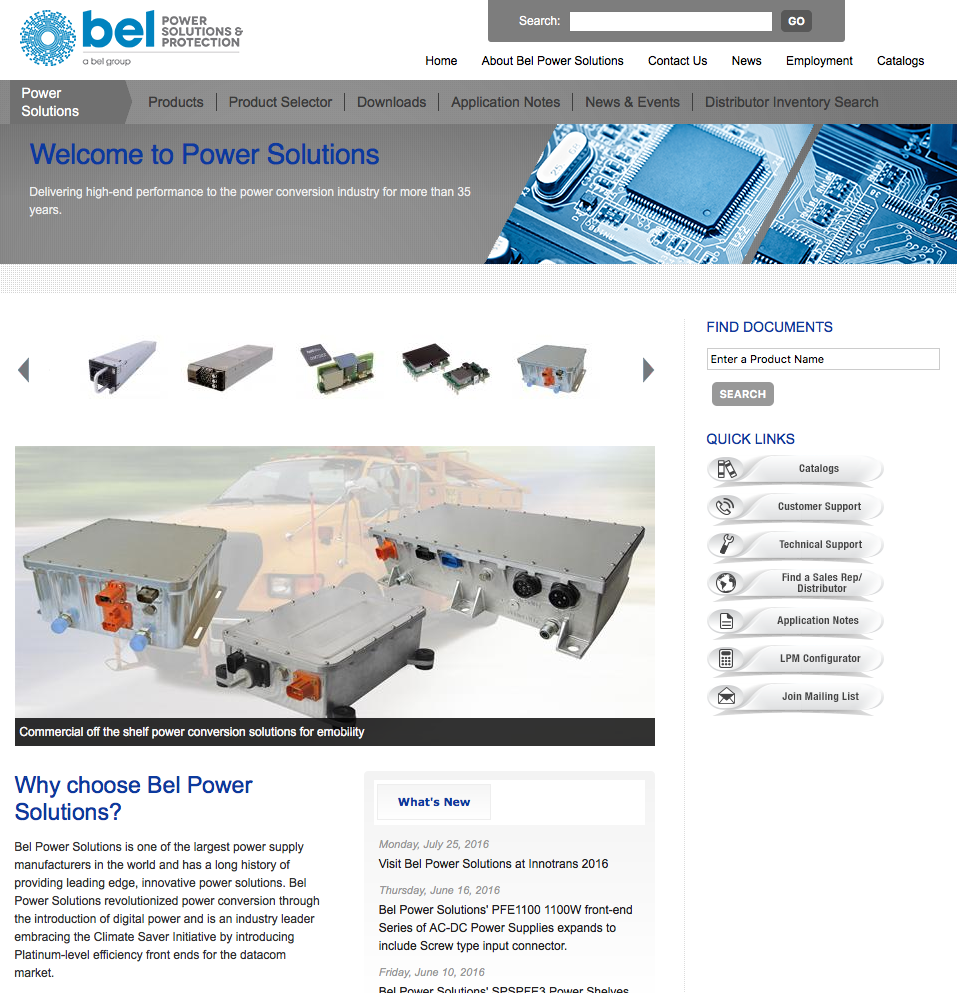 bel POWER
SOLUTIONS &
PROTECTION
a bel group
Search:
GO
Home About Bel Power Solutions Contact Us News Employment Catalogs
Power
Solutions
Products Product Selector Downloads Application Notes News & Events Distributor Inventory Search
Welcome to Power Solutions
Delivering high-end performance to the power conversion industry for more than 35
years.
FIND DOCUMENTS
Enter a Product Name
SEARCH
QUICK LINKS
Catalogs
Customer Support
Technical Support
Find a Sales Rep/
Distributor
Application Notes
LPM Configurator
Join Mailing List
Commercial off the shelf power conversion solutions for emobility
Why choose Bel Power
Solutions?
Bel Power Solutions is one of the largest power supply
manufacturers in the world and has a long history of
providing leading edge, innovative power solutions. Bel
Power Solutions revolutionized power conversion through
the introduction of digital power and is an industry leader
embracing the Climate Saver Initiative by introducing
Platinum-level efficiency front ends for the datacom
market.
What's New
Monday, July 25, 2016
Visit Bel Power Solutions at Innotrans 2016
Thursday, June 16, 2016
Bel Power Solutions' PFE1100 1100W front-end
Series of AC-DC Power Supplies expands to
include Screw type input connector.
Friday, June 10, 2016
Bel Power Solutions' SPSPFE3 Power Shelves